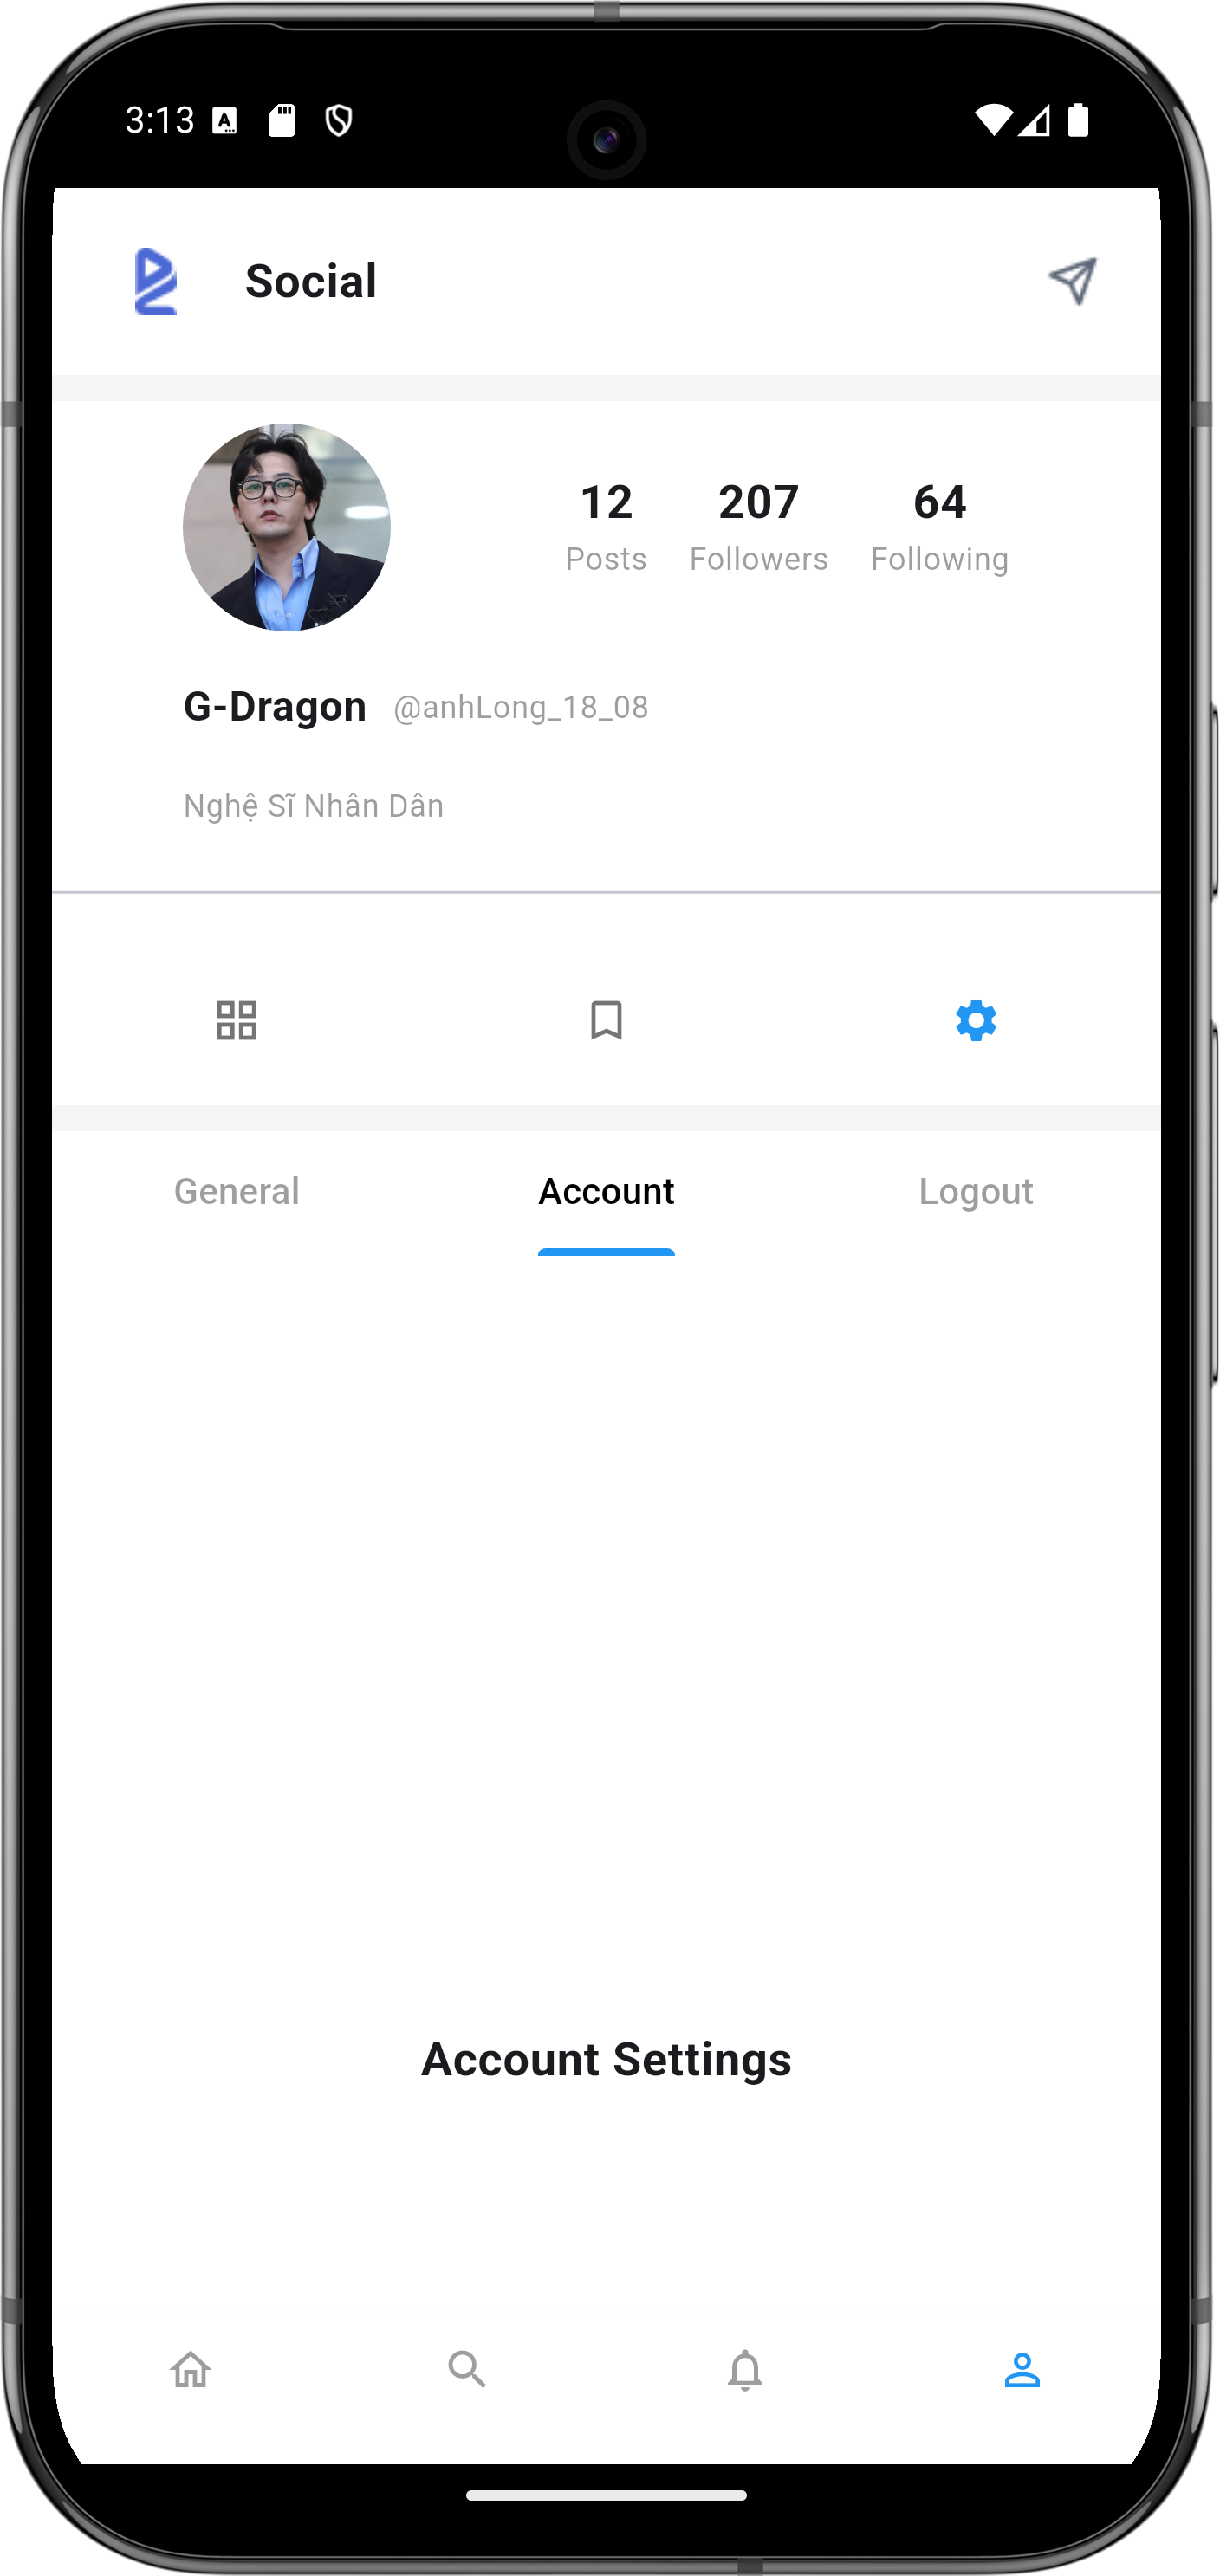 3:13
Social
12 207 64
Posts Followers Following
G-Dragon @anhLong_18_08
Nghệ Sĩ Nhân Dân
General Account Logout
Account Settings